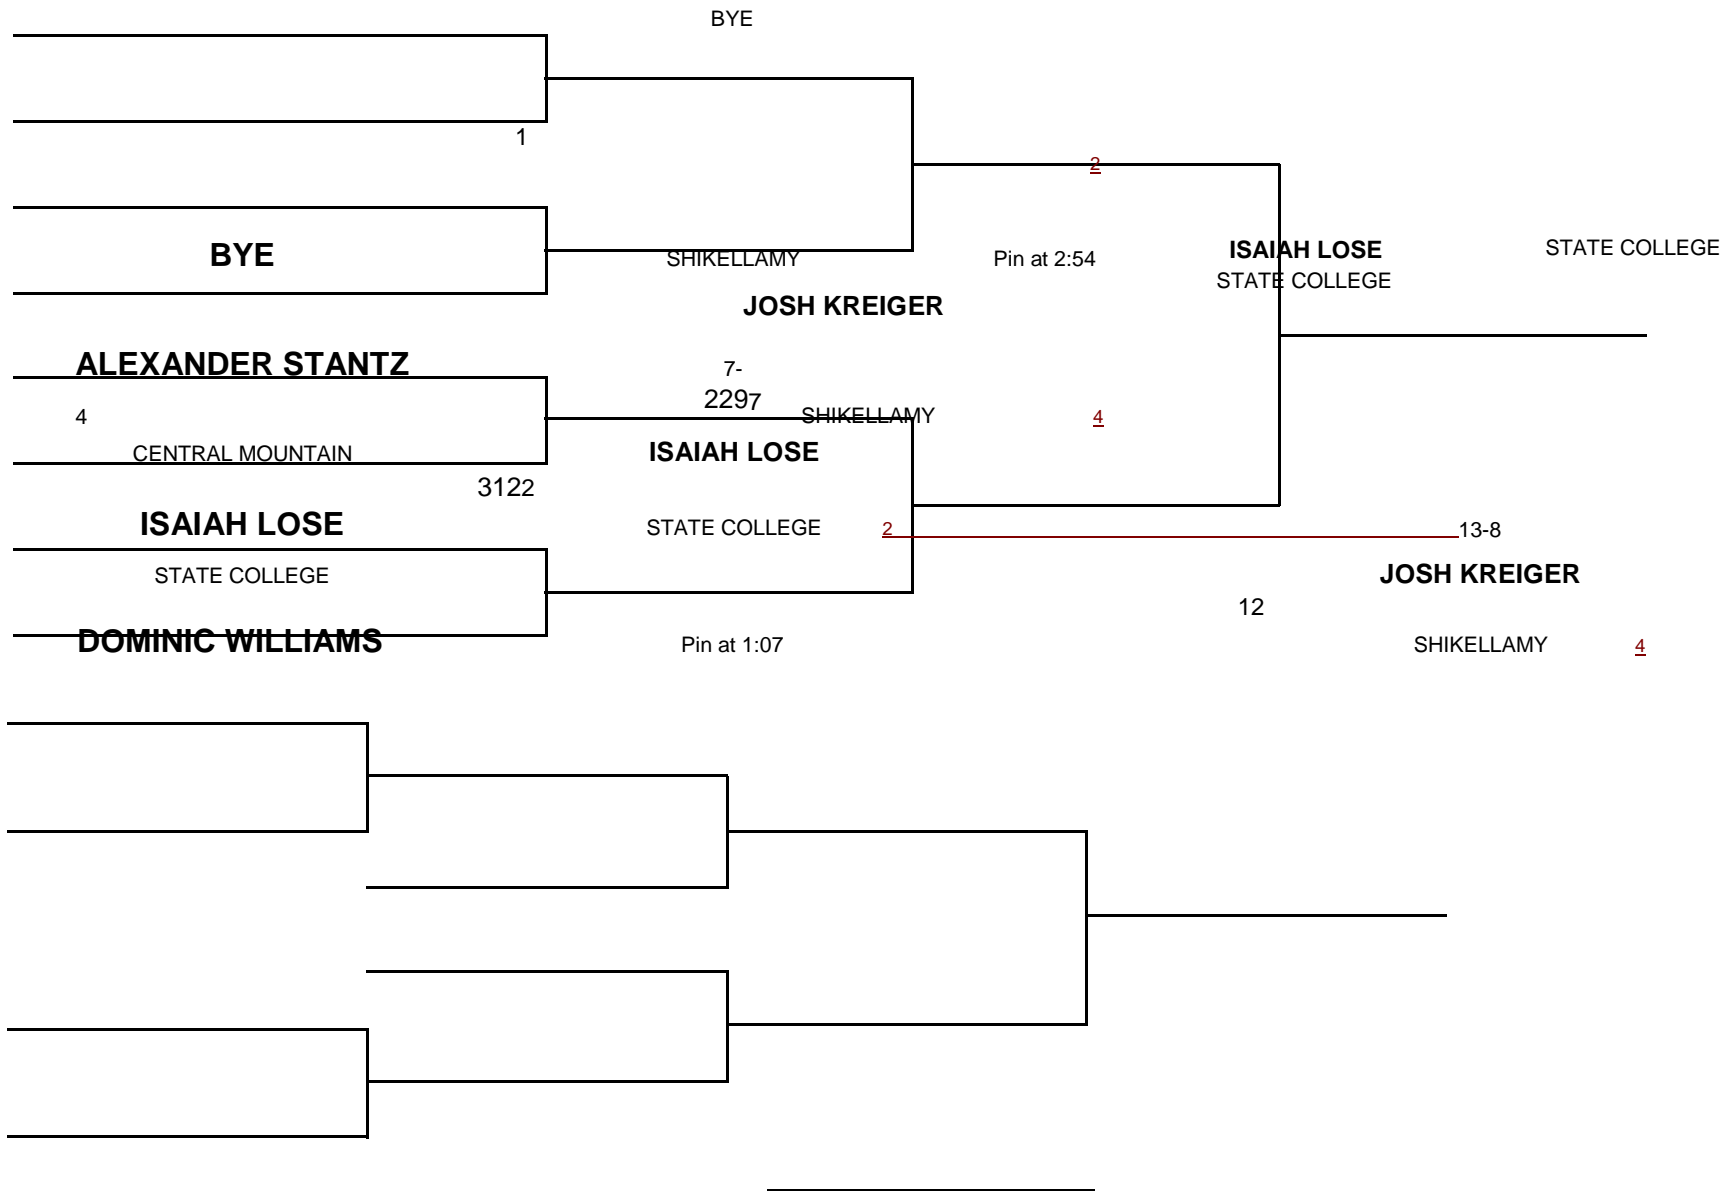 BYE
1
2
BYE
SHIKELLAMY
Pin at 2:54
ISAIAH LOSE
STATE COLLEGE
STATE COLLEGE
JOSH KREIGER
ALEXANDER STANTZ
7-
2297
4
SHIKELLAMY
4
CENTRAL MOUNTAIN
ISAIAH LOSE
3122
ISAIAH LOSE
STATE COLLEGE
2
13-8
STATE COLLEGE
JOSH KREIGER
12
DOMINIC WILLIAMS
Pin at 1:07
SHIKELLAMY
4